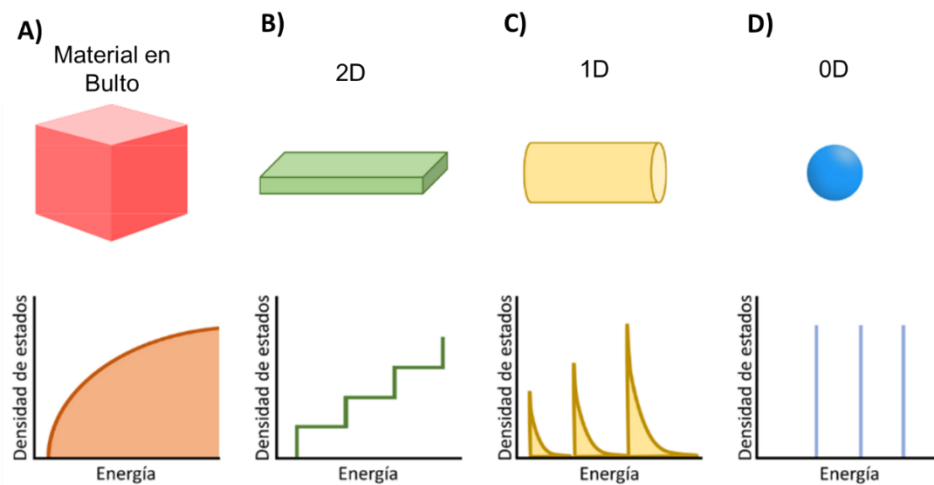 A)
Material en
Bulto
B)
2D
C)
1D
D)
0D
Densidad de estados
Energía
Densidad de estados
Energía
Densidad de estados
Energía
Densidad de estados
Energía